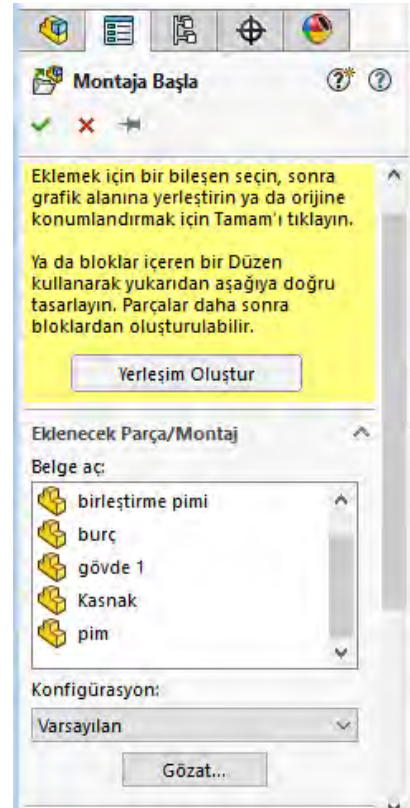 Montaja Başla
Eklemek için bir bileşen seçin, sonra
grafik alanına yerleştirin ya da orijine
konumlandırmak için Tamam'ı tıklayın.
Ya da bloklar içeren bir Düzen
kullanarak yukarıdan aşağıya doğru
tasarlayın. Parçalar daha sonra
bloklardan oluşturulabilir.
Yerleşim Oluştur
Eklenecek Parça/Montaj
Belge aç:
birleştirme pimi
burç
gövde 1
Kasnak
pim
Konfigürasyon:
Varsayılan
Gözat...